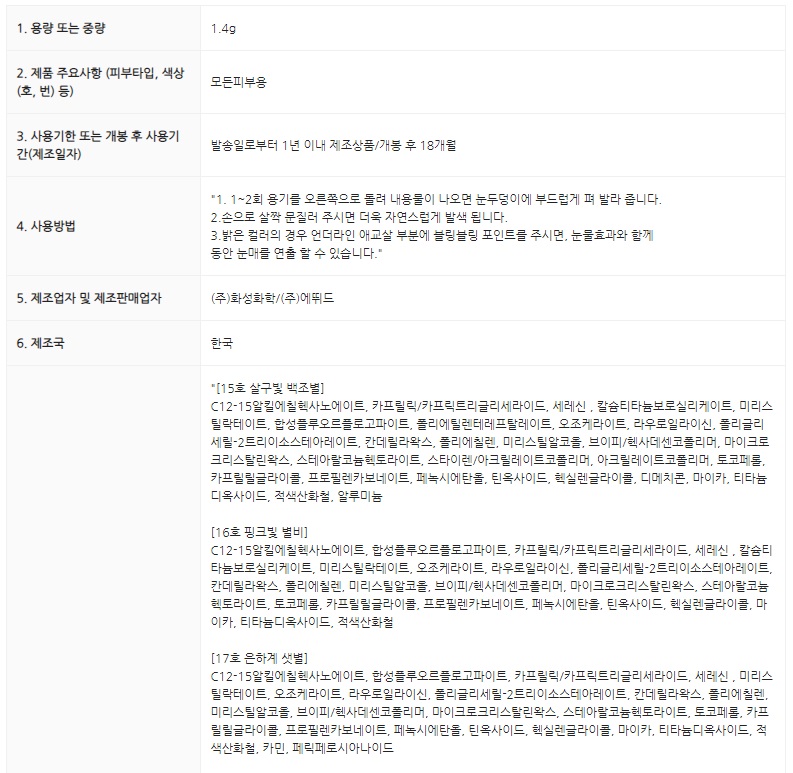 1. 용량 또는 중량
1.4g
2. 제품 주요사항 (피부타입, 색상
(호, 번) 등)
모든피부용
3. 사용기한 또는 개봉 후 사용기
간(제조일자)
발송일로부터 1년 이내 제조상품/개봉 후 18개월
4. 사용방법
"1. 1~2회 용기를 오른쪽으로 돌려 내용물이 나오면 눈두덩이에 부드럽게 펴 발라 줍니다.
2.손으로 살짝 문질러 주시면 더욱 자연스럽게 발색 됩니다.
3.밝은 컬러의 경우 언더라인 애교살 부분에 블링블링 포인트를 주시면, 눈물효과와 함께
동안 눈매를 연출 할 수 있습니다."
5. 제조업자 및 제조판매업자
(주)화성화학/(주)에뛰드
6. 제조국
한국
"[15호 살구빛 백조별]
C12-15알킬에칠헥사노에이트, 카프릴릭/카프릭트리글리세라이드, 세레신 , 칼슘티타늄보로실리케이트, 미리스
틸락테이트, 합성플루오르플로고파이트, 폴리에틸렌테레프탈레이트, 오조케라이트, 라우로일라이신, 폴리글리
세릴-2트리이소스테아레이트, 칸데릴라왁스, 폴리에칠렌, 미리스틸알코올, 브이피/헥사데센코폴리머, 마이크로
크리스탈린왁스, 스테아랄코늄헥토라이트, 스타이렌/아크릴레이트코폴리머, 아크릴레이트코폴리머, 토코페롤,
카프릴릴글라이콜, 프로필렌카보네이트, 페녹시에탄올, 틴옥사이드, 헥실렌글라이콜, 디메치콘, 마이카, 티타늄
디옥사이드, 적색산화철, 알루미늄
[16호 핑크빛 별비]
C12-15알킬에칠헥사노에이트, 합성플루오르플로고파이트, 카프릴릭/카프릭트리글리세라이드, 세레신 , 칼슘티
타늄보로실리케이트, 미리스틸락테이트, 오조케라이트, 라우로일라이신, 폴리글리세릴-2트리이소스테아레이트,
칸데릴라왁스, 폴리에칠렌, 미리스틸알코올, 브이피/헥사데센코폴리머, 마이크로크리스탈린왁스, 스테아랄코늄
헥토라이트, 토코페롤, 카프릴릴글라이콜, 프로필렌카보네이트, 페녹시에탄올, 틴옥사이드, 헥실렌글라이콜, 마
이카, 티타늄디옥사이드, 적색산화철
[17호 은하계 샛별]
C12-15알킬에칠헥사노에이트, 합성플루오르플로고파이트, 카프릴릭/카프릭트리글리세라이드, 세레신 , 미리스
틸락테이트, 오조케라이트, 라우로일라이신, 폴리글리세릴-2트리이소스테아레이트, 칸데릴라왁스, 폴리에칠렌,
미리스틸알코올, 브이피/헥사데센코폴리머, 마이크로크리스탈린왁스, 스테아랄코늄헥토라이트, 토코페롤, 카프
릴릴글라이콜, 프로필렌카보네이트, 페녹시에탄올, 틴옥사이드, 헥실렌글라이콜, 마이카, 티타늄디옥사이드, 적
색산화철, 카민, 페릭페로시아나이드